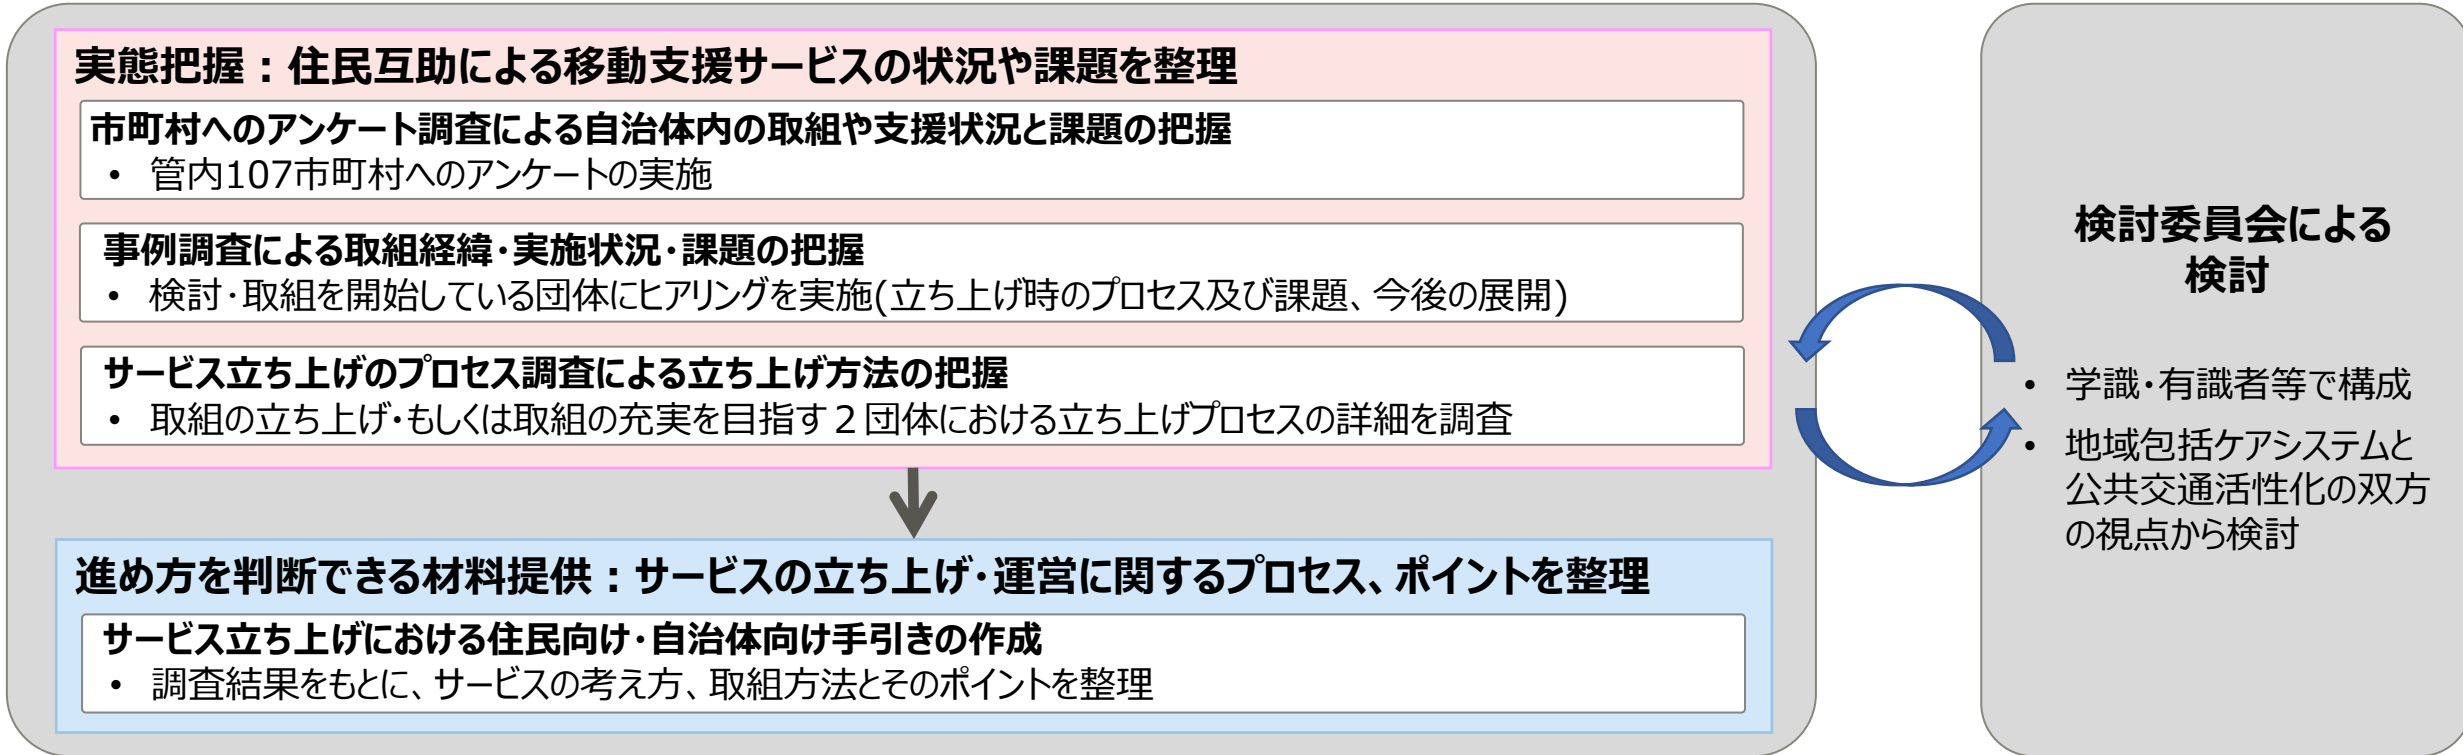 実態把握：住民互助による移動支援サービスの状況や課題を整理
市町村へのアンケート調査による自治体内の取組や支援状況と課題の把握
• 管内107市町村へのアンケートの実施
事例調査による取組経緯・実施状況・課題の把握
• 検討・取組を開始している団体にヒアリングを実施(立ち上げ時のプロセス及び課題、今後の展開)
サービス立ち上げのプロセス調査による立ち上げ方法の把握
• 取組の立ち上げ・もしくは取組の充実を目指す２団体における立ち上げプロセスの詳細を調査
進め方を判断できる材料提供：サービスの立ち上げ・運営に関するプロセス、ポイントを整理
サービス立ち上げにおける住民向け・自治体向け手引きの作成
• 調査結果をもとに、サービスの考え方、取組方法とそのポイントを整理
検討委員会による
検討
• 学識・有識者等で構成
• 地域包括ケアシステムと
公共交通活性化の双方
の視点から検討